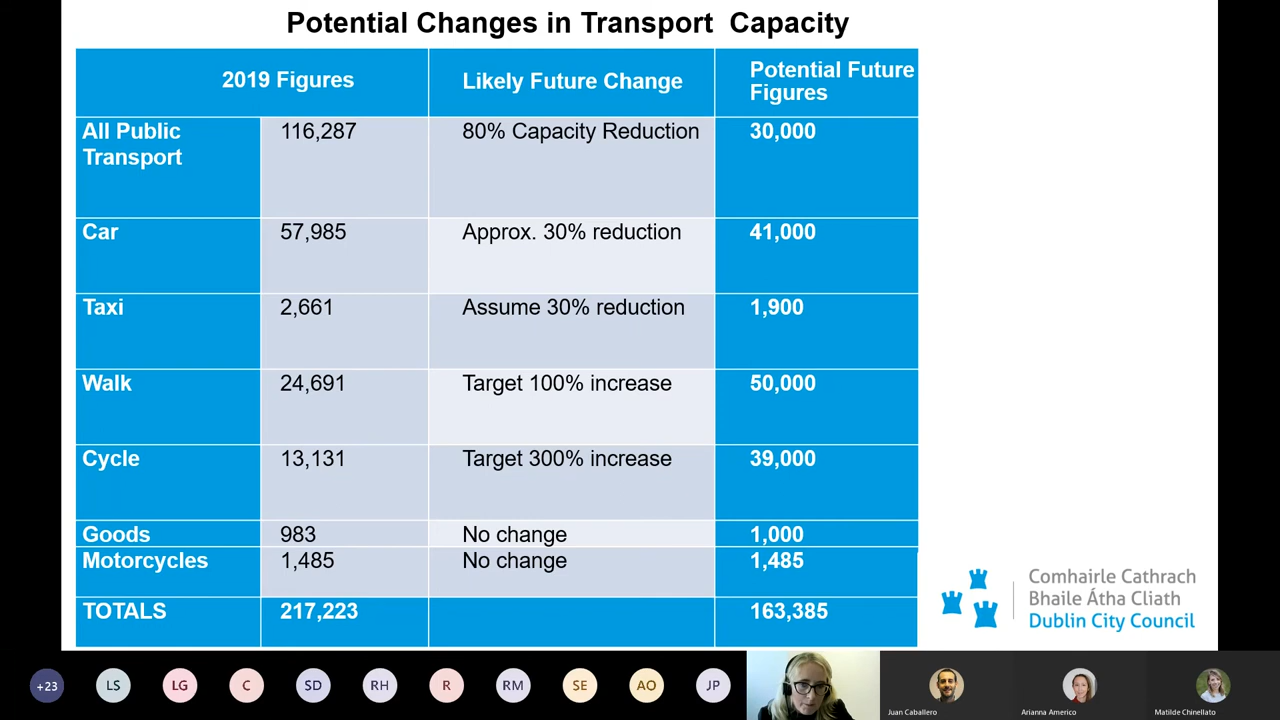 Potential Changes in Transport Capacity
2019 Figures
Likely Future Change
Potential Future
Figures
All Public
Transport
116,287
80% Capacity Reduction
30,000
Car
57,985
Approx. 30% reduction
41,000
Taxi
2,661
Assume 30% reduction
1,900
Walk
24,691
Target 100% increase
50,000
Cycle
13,131
Target 300% increase
39,000
Goods
983
No change
1,000
Motorcycles
1,485
No change
1,485
TOTALS
217,223
163,385
Comhairle Cathrach
Bhaile Átha Cliath
Dublin City Council
+23
LS
LG
C
SD
RH
R
RM
SE
AO
JP
Juan Caballero
Arianna Americo
Matilde Chinellato